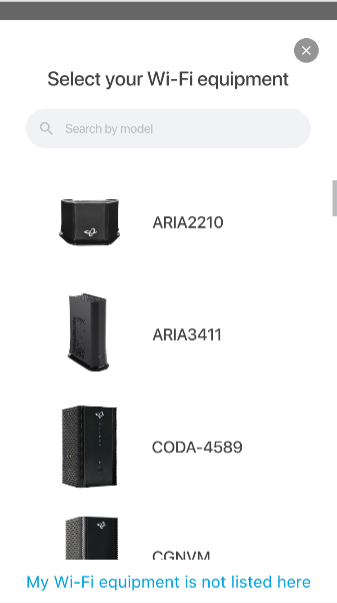 Select your Wi-Fi equipment
Search by model
ARIA2210
ARIA3411
CODA-4589
CGNVM
My Wi-Fi equipment is not listed here